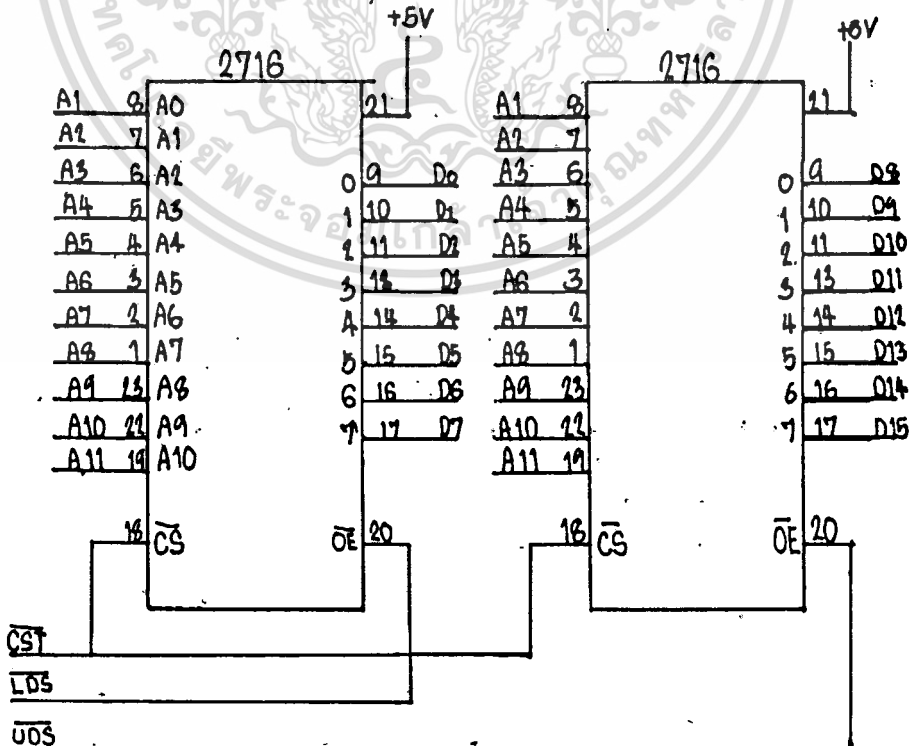 +5V
+5V
2716
2716
A1 8 A0
A2 7 A1
A3 6 A2
A4 5 A3
A5 4 A4
A6 3 A5
A7 2 A6
A8 1 A7
A9 23 A8
A10 22 A9
A11 19 A10
18 CS
21
0 9 D0
1 10 D1
2 11 D2
3 13 D3
4 14 D4
5 15 D5
6 16 D6
7 17 D7
OE 20
A1 8
A2 7
A3 6
A4 5
A5 4
A6 3
A7 2
A8 1
A9 23
A10 22
A11 19
18 CS
21
0 9 D8
1 10 D9
2 11 D10
3 13 D11
4 14 D12
5 15 D13
6 16 D14
7 17 D15
OE 20
CS1
LDS
UDS